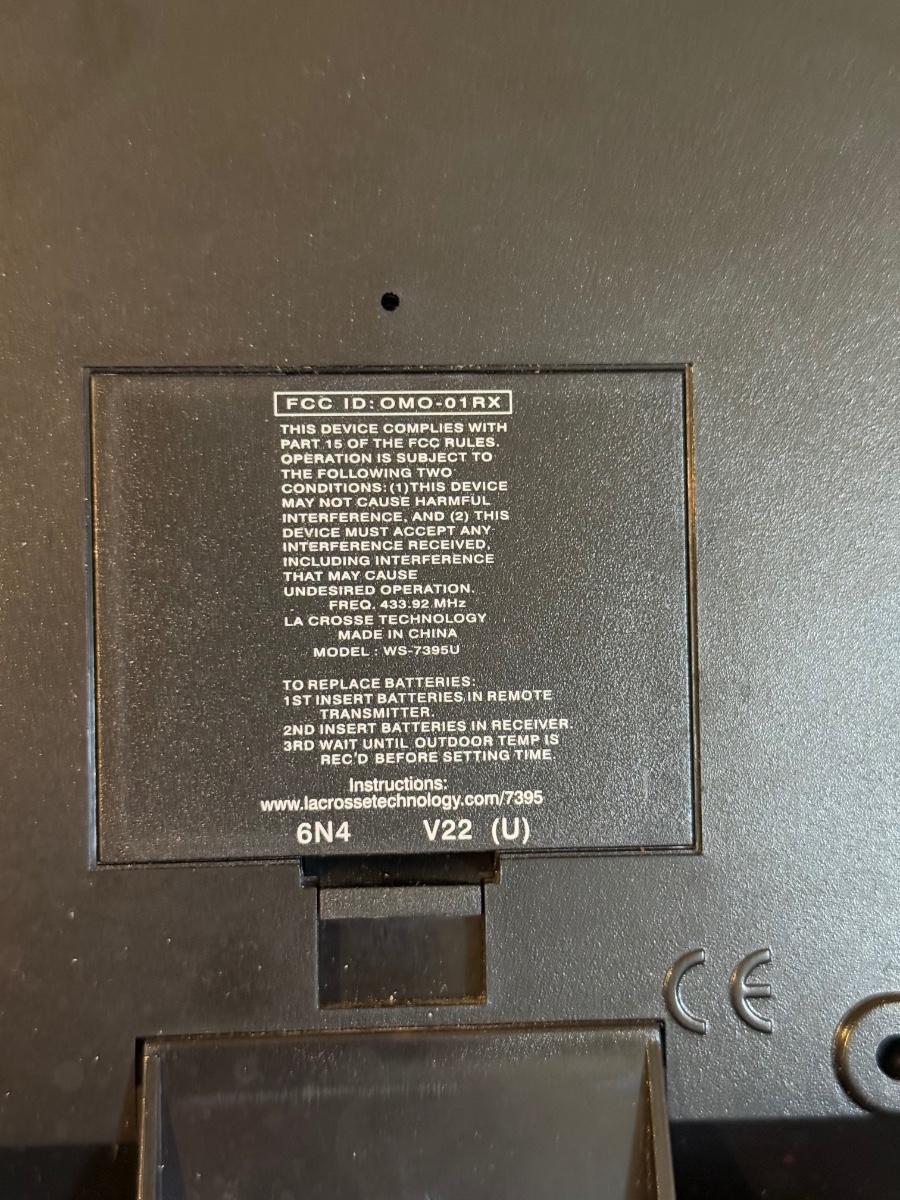 FCC ID: OMO-01RX
THIS DEVICE COMPLIES WITH
PART 15 OF THE FCC RULES.
OPERATION IS SUBJECT TO
THE FOLLOWING TWO
CONDITIONS: (1)THIS DEVICE
MAY NOT CAUSE HARMFUL
INTERFERENCE, AND (2) THIS
DEVICE MUST ACCEPT ANY
INTERFERENCE RECEIVED,
INCLUDING INTERFERENCE
THAT MAY CAUSE
UNDESIRED OPERATION.
FREQ. 433.92 MHz
LA CROSSE TECHNOLOGY
MADE IN CHINA
MODEL : WS-7395U
TO REPLACE BATTERIES:
1ST INSERT BATTERIES IN REMOTE
TRANSMITTER.
2ND INSERT BATTERIES IN RECEIVER.
3RD WAIT UNTIL OUTDOOR TEMP IS
REC'D BEFORE SETTING TIME.
Instructions:
www.lacrossetechnology.com/7395
6N4 V22 (U)
CE